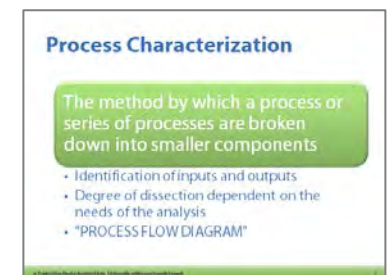 Process Characterization
The method by which a process or
series of processes are broken
down into smaller components
• Identification of inputs and outputs
• Degree of dissection dependent on the
needs of the analysis
• "PROCESS FLOW DIAGRAM"